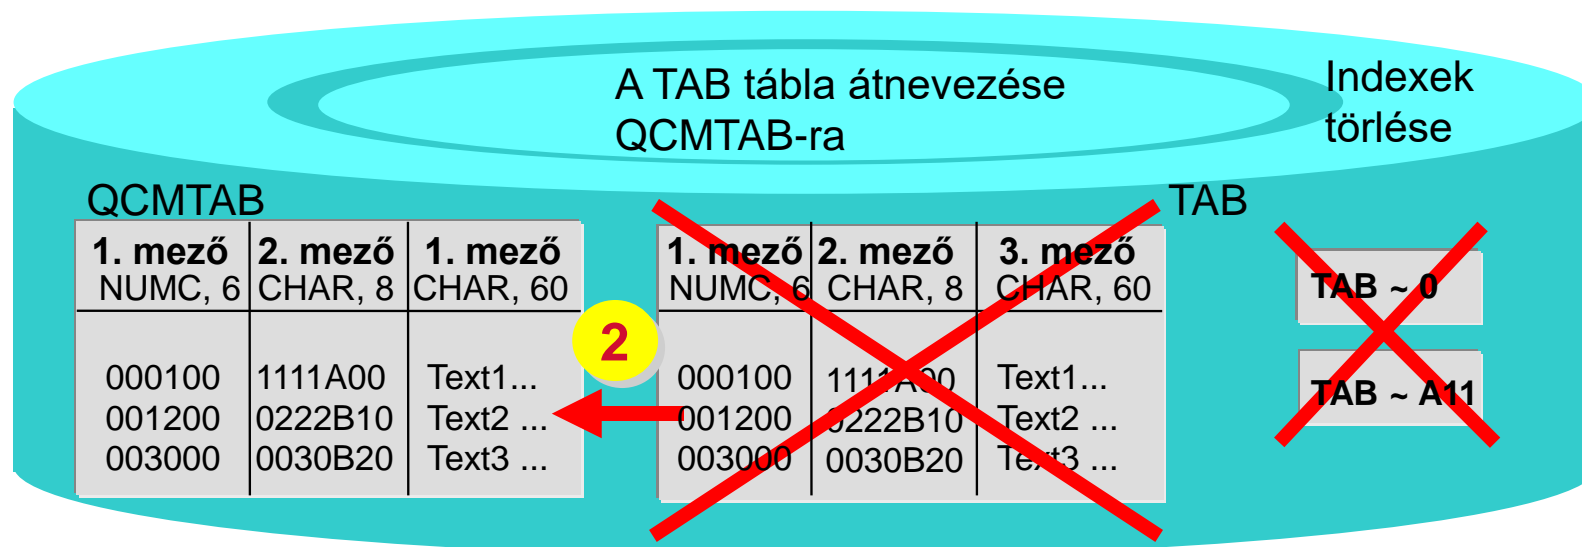 A TAB tábla átnevezése
QCMTAB-ra
Indexek
törlése
QCMTAB
1. mező 2. mező 1. mező
NUMC, 6 CHAR, 8 CHAR, 60
000100 1111A00 Text1...
001200 0222B10 Text2 ...
003000 0030B20 Text3 ...
2
TAB
1. mező 2. mező 3. mező
NUMC, 6 CHAR, 8 CHAR, 60
000100 1111A00 Text1...
001200 0222B10 Text2 ...
003000 0030B20 Text3 ...
TAB ~ 0
TAB ~ A11